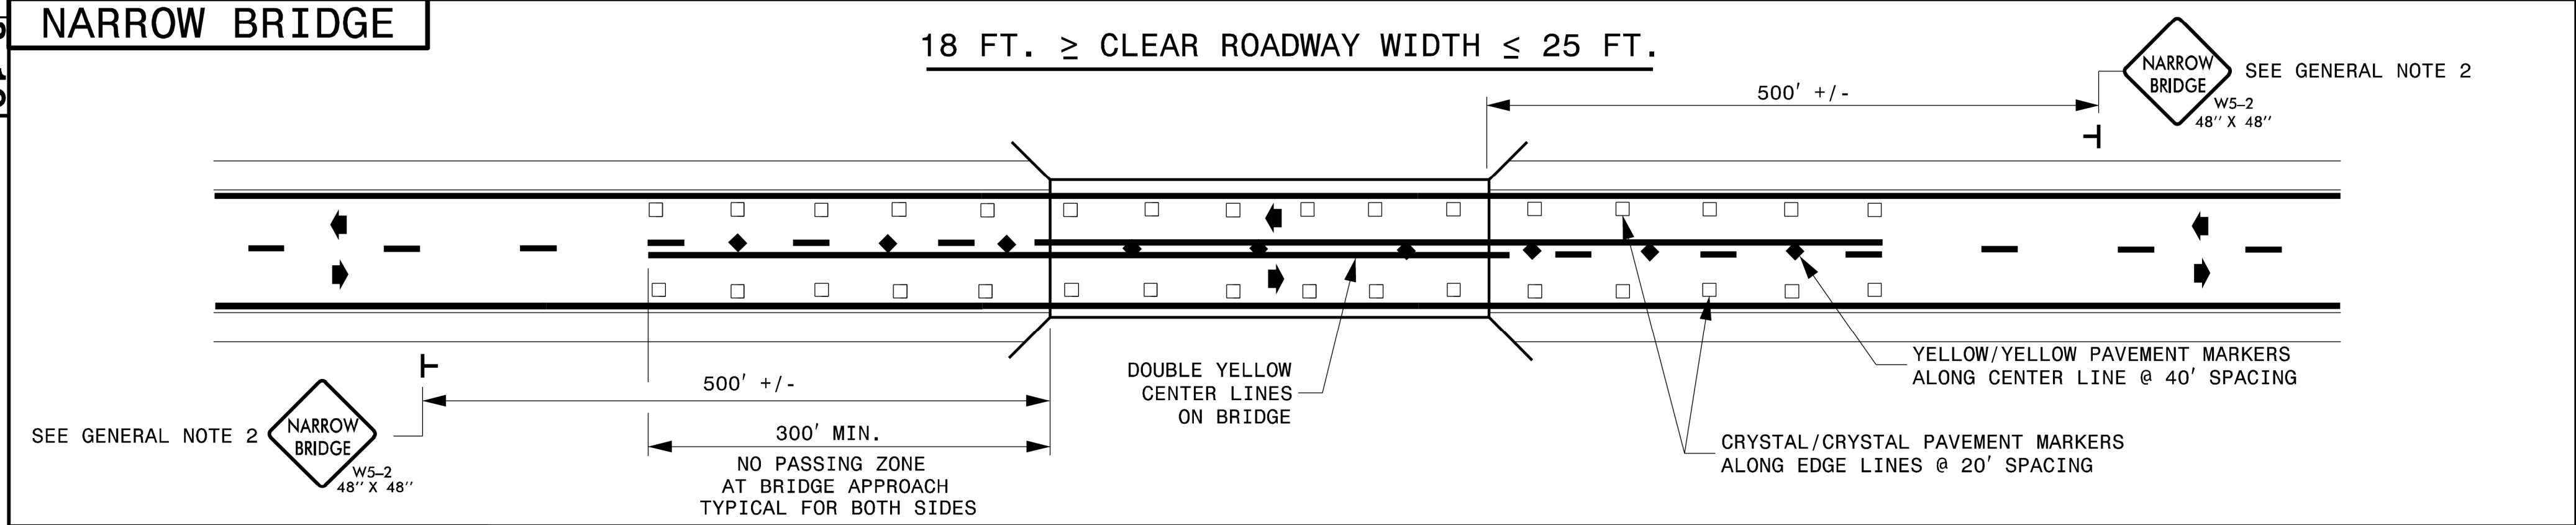 NARROW BRIDGE
18 FT. ≥ CLEAR ROADWAY WIDTH ≤ 25 FT.
NARROW
BRIDGE
W5–2
48″ X 48″
SEE GENERAL NOTE 2
500′ +/-
500′ +/-
SEE GENERAL NOTE 2
NARROW
BRIDGE
W5–2
48″ X 48″
300′ MIN.
NO PASSING ZONE
AT BRIDGE APPROACH
TYPICAL FOR BOTH SIDES
DOUBLE YELLOW
CENTER LINES
ON BRIDGE
YELLOW/YELLOW PAVEMENT MARKERS
ALONG CENTER LINE @ 40′ SPACING
CRYSTAL/CRYSTAL PAVEMENT MARKERS
ALONG EDGE LINES @ 20′ SPACING